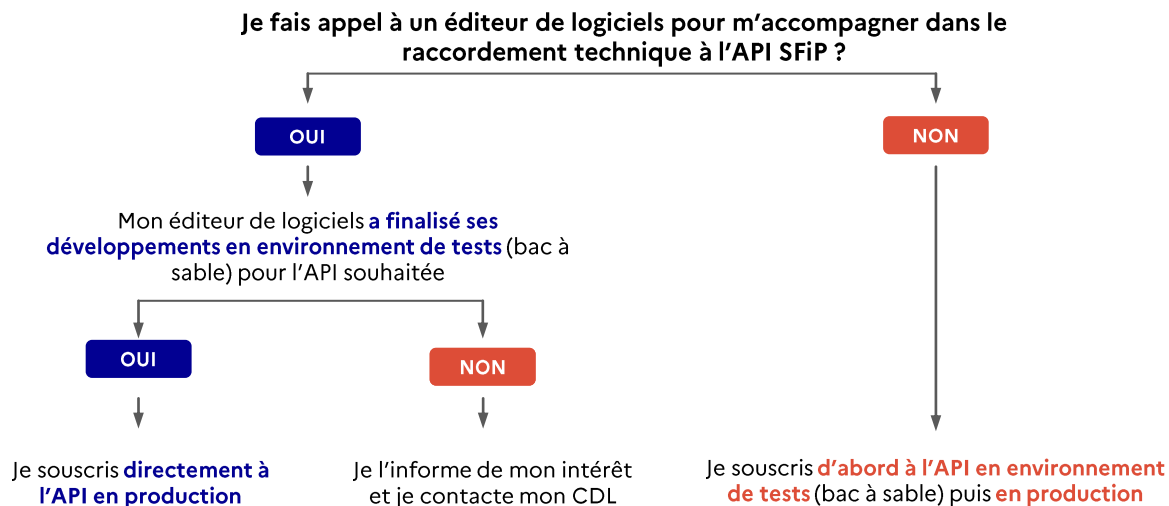 Je fais appel à un éditeur de logiciels pour m'accompagner dans le
raccordement technique à l'API SFiP ?
OUI
NON
Mon éditeur de logiciels a finalisé ses
développements en environnement de tests (bac à
sable) pour l'API souhaitée
OUI
NON
Je souscris directement à
l'API en production
Je l'informe de mon intérêt
et je contacte mon CDL
Je souscris d'abord à l'API en environnement
de tests (bac à sable) puis en production